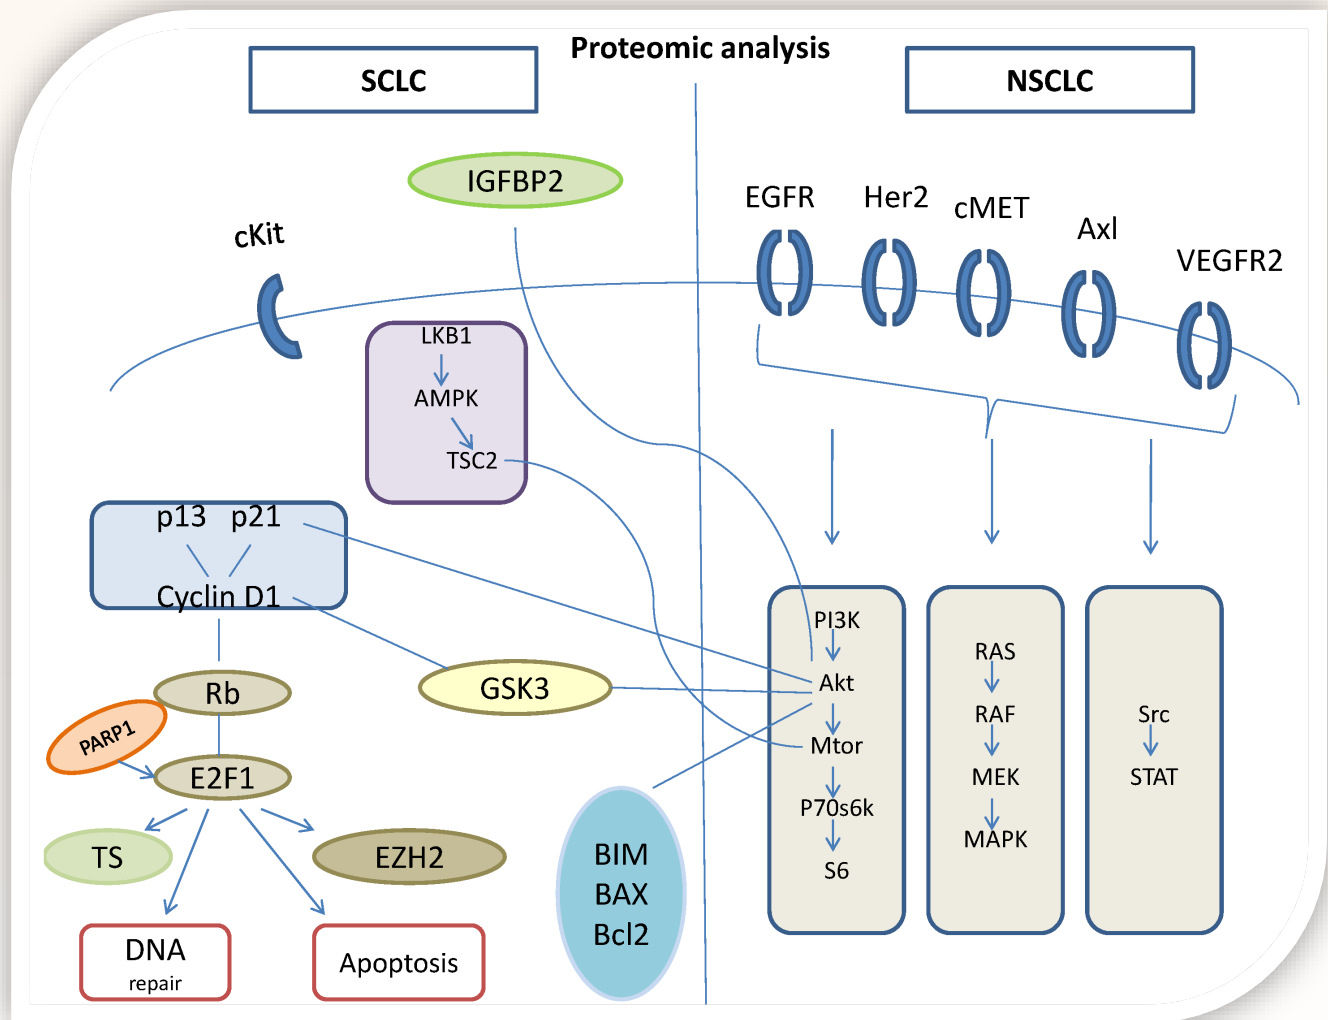 Proteomic analysis
SCLC
NSCLC
IGFBP2
cKit
EGFR
Her2
cMET
Axl
VEGFR2
LKB1
AMPK
TSC2
p13 p21
Cyclin D1
Rb
PARP1
E2F1
TS
EZH2
DNA
repair
Apoptosis
GSK3
BIM
BAX
Bcl2
PI3K
Akt
Mtor
P70s6k
S6
RAS
RAF
MEK
MAPK
Src
STAT